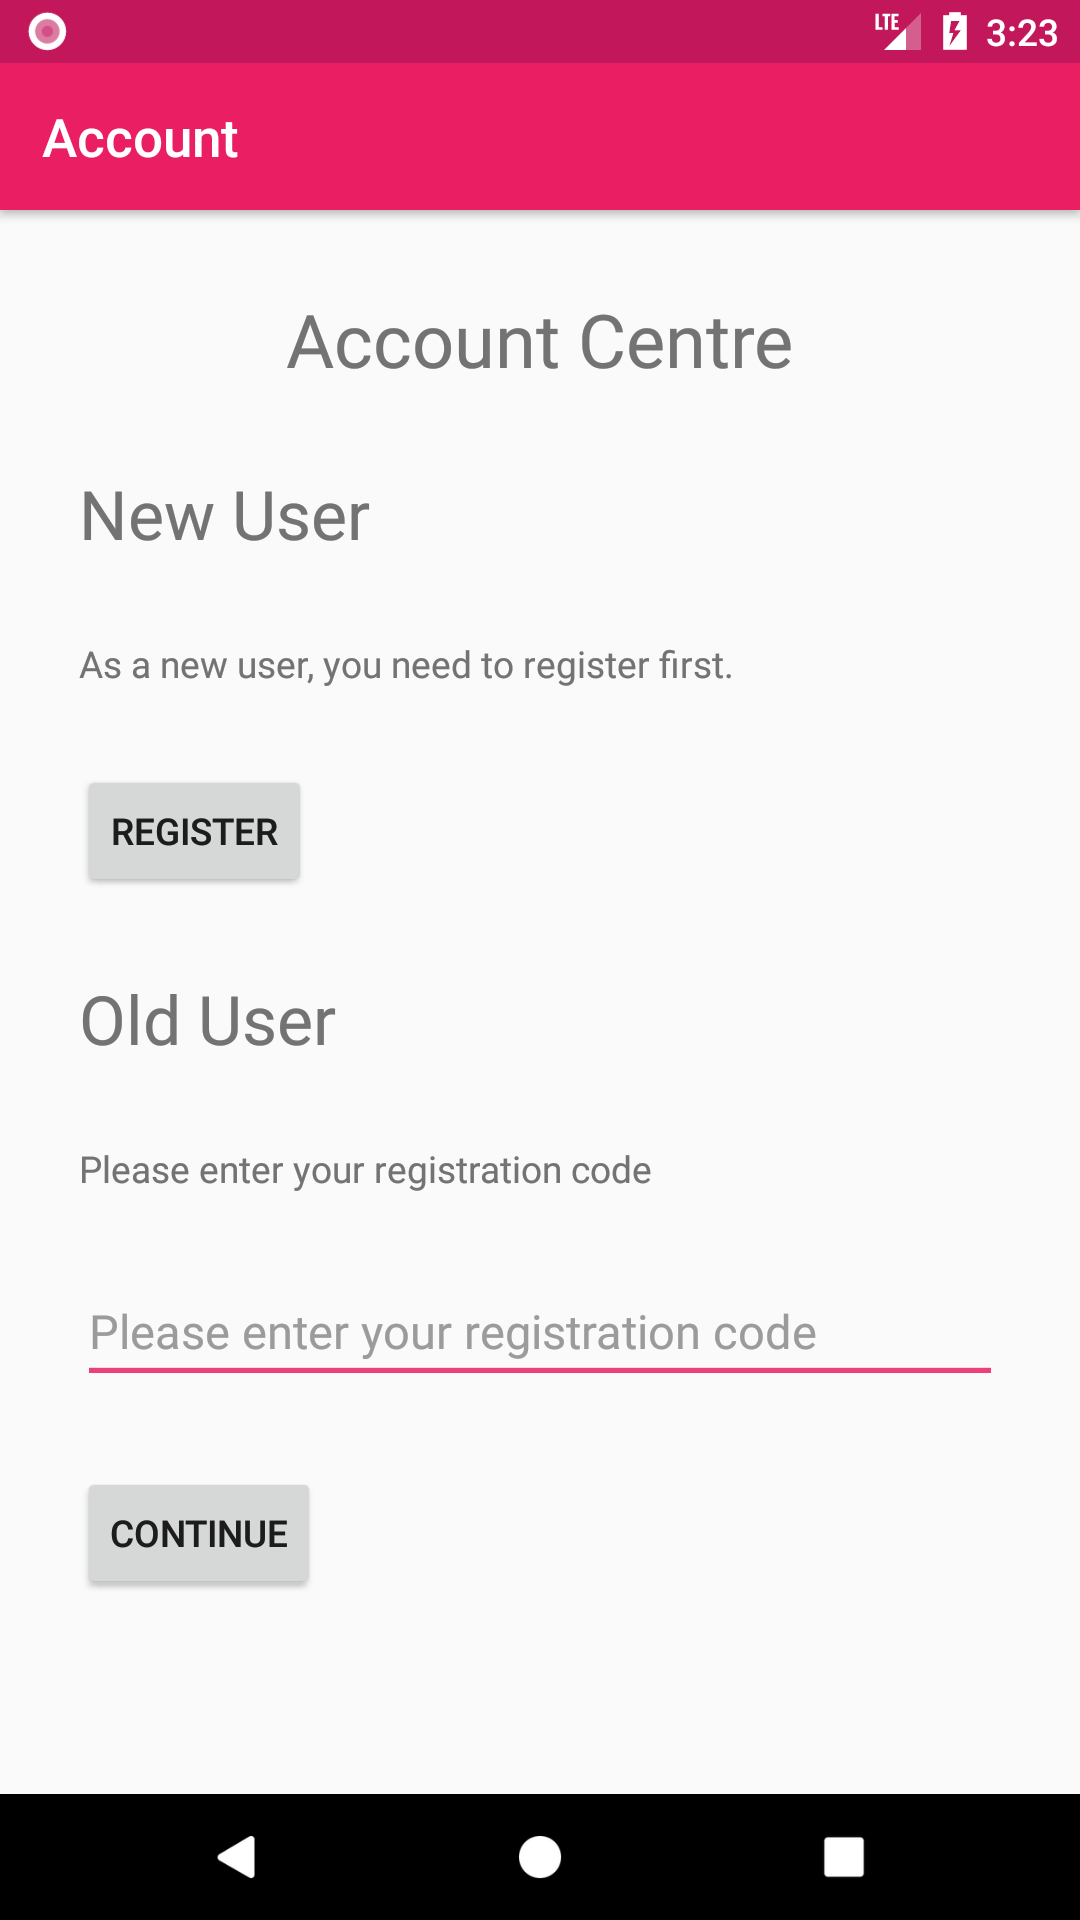 LTE 3:23
Account
Account Centre
New User
As a new user, you need to register first.
REGISTER
Old User
Please enter your registration code
Please enter your registration code
CONTINUE